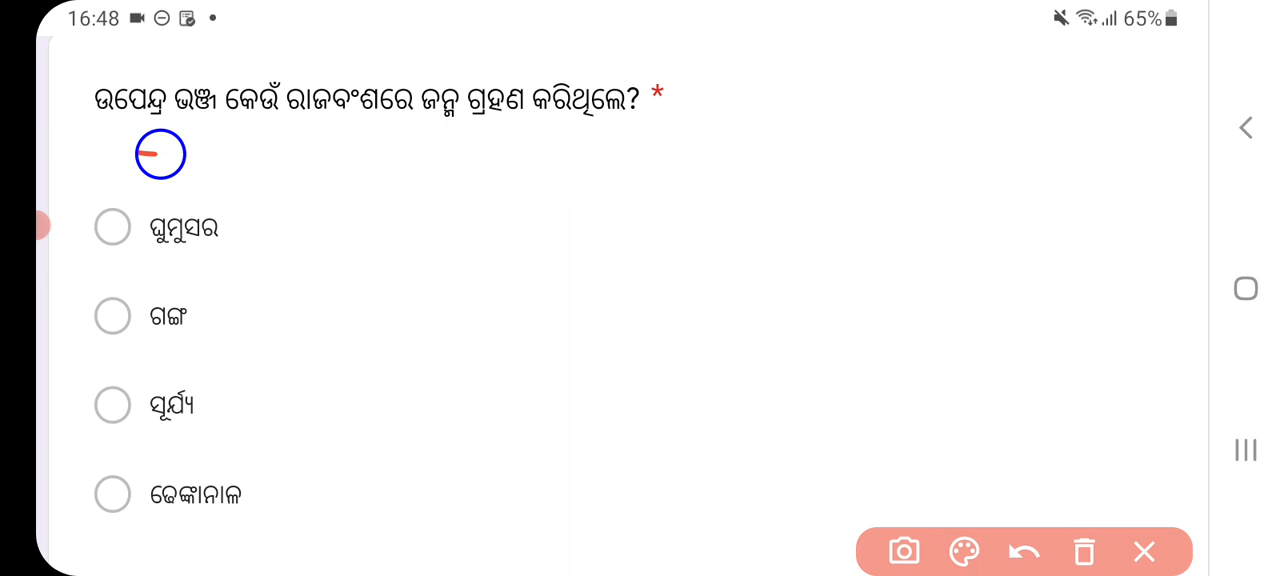 16:48
65%
ଉପେନ୍ଦ୍ର ଭଞ୍ଜ କେଉଁ ରାଜବଂଶରେ ଜନ୍ମ ଗ୍ରହଣ କରିଥିଲେ? *
ଘୁମୁସର
ଗଙ୍ଗ
ସୂର୍ଯ୍ୟ
ଢେଙ୍କାନାଳ